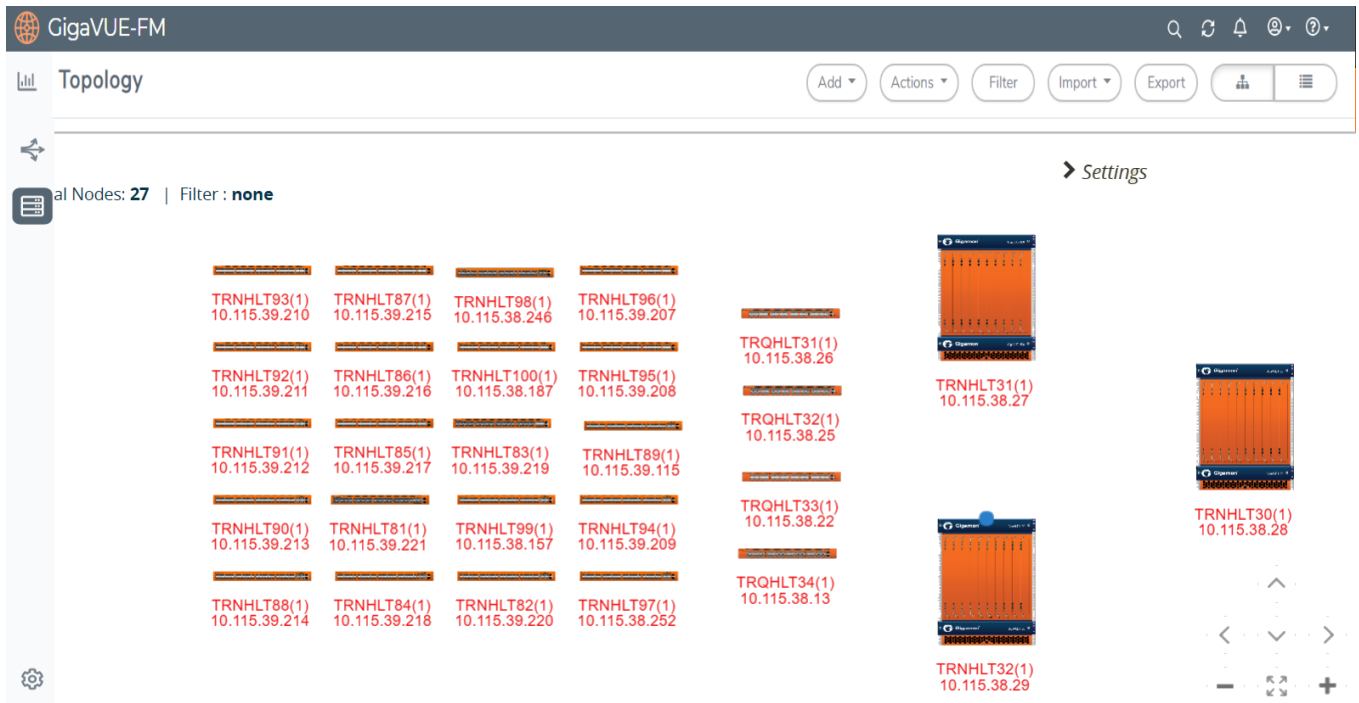 GigaVUE-FM
Topology
Add
Actions
Filter
Import
Export
Settings
al Nodes: 27 | Filter : none
TRNHLT93(1)
10.115.39.210
TRNHLT87(1)
10.115.39.215
TRNHLT98(1)
10.115.38.246
TRNHLT96(1)
10.115.39.207
TRNHLT92(1)
10.115.39.211
TRNHLT86(1)
10.115.39.216
TRNHLT100(1)
10.115.38.187
TRNHLT95(1)
10.115.39.208
TRNHLT91(1)
10.115.39.212
TRNHLT85(1)
10.115.39.217
TRNHLT83(1)
10.115.39.219
TRNHLT89(1)
10.115.39.115
TRNHLT90(1)
10.115.39.213
TRNHLT81(1)
10.115.39.221
TRNHLT99(1)
10.115.38.157
TRNHLT94(1)
10.115.39.209
TRNHLT88(1)
10.115.39.214
TRNHLT84(1)
10.115.39.218
TRNHLT82(1)
10.115.39.220
TRNHLT97(1)
10.115.38.252
TRQHLT31(1)
10.115.38.26
TRQHLT32(1)
10.115.38.25
TRQHLT33(1)
10.115.38.22
TRQHLT34(1)
10.115.38.13
Gigamon
Gigamon
TRNHLT31(1)
10.115.38.27
Gigamon
Gigamon
TRNHLT32(1)
10.115.38.29
Gigamon
Gigamon
TRNHLT30(1)
10.115.38.28